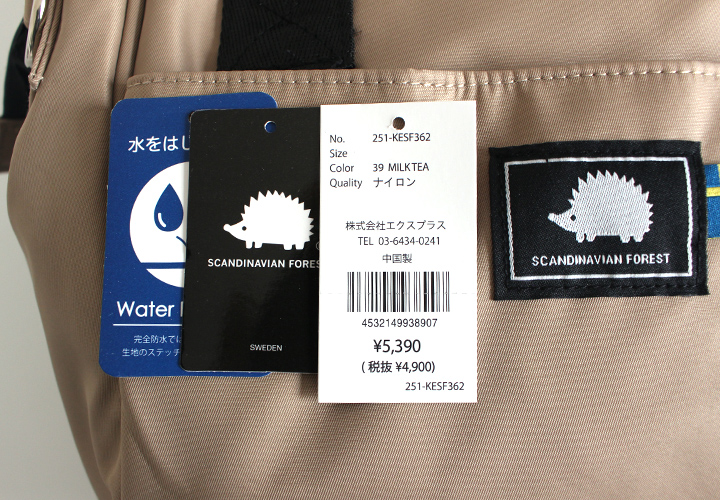 水をはじ
Water
完全防水では
生地のステッチ
SCANDINAVIAN FOREST
SWEDEN
No. 251-KESF362
Size
Color 39 MILKTEA
Quality ナイロン
株式会社エクスプラス
TEL 03-6434-0241
中国製
4532149938907
¥5,390
(税抜 ¥4,900)
251-KESF362
SCANDINAVIAN FOREST